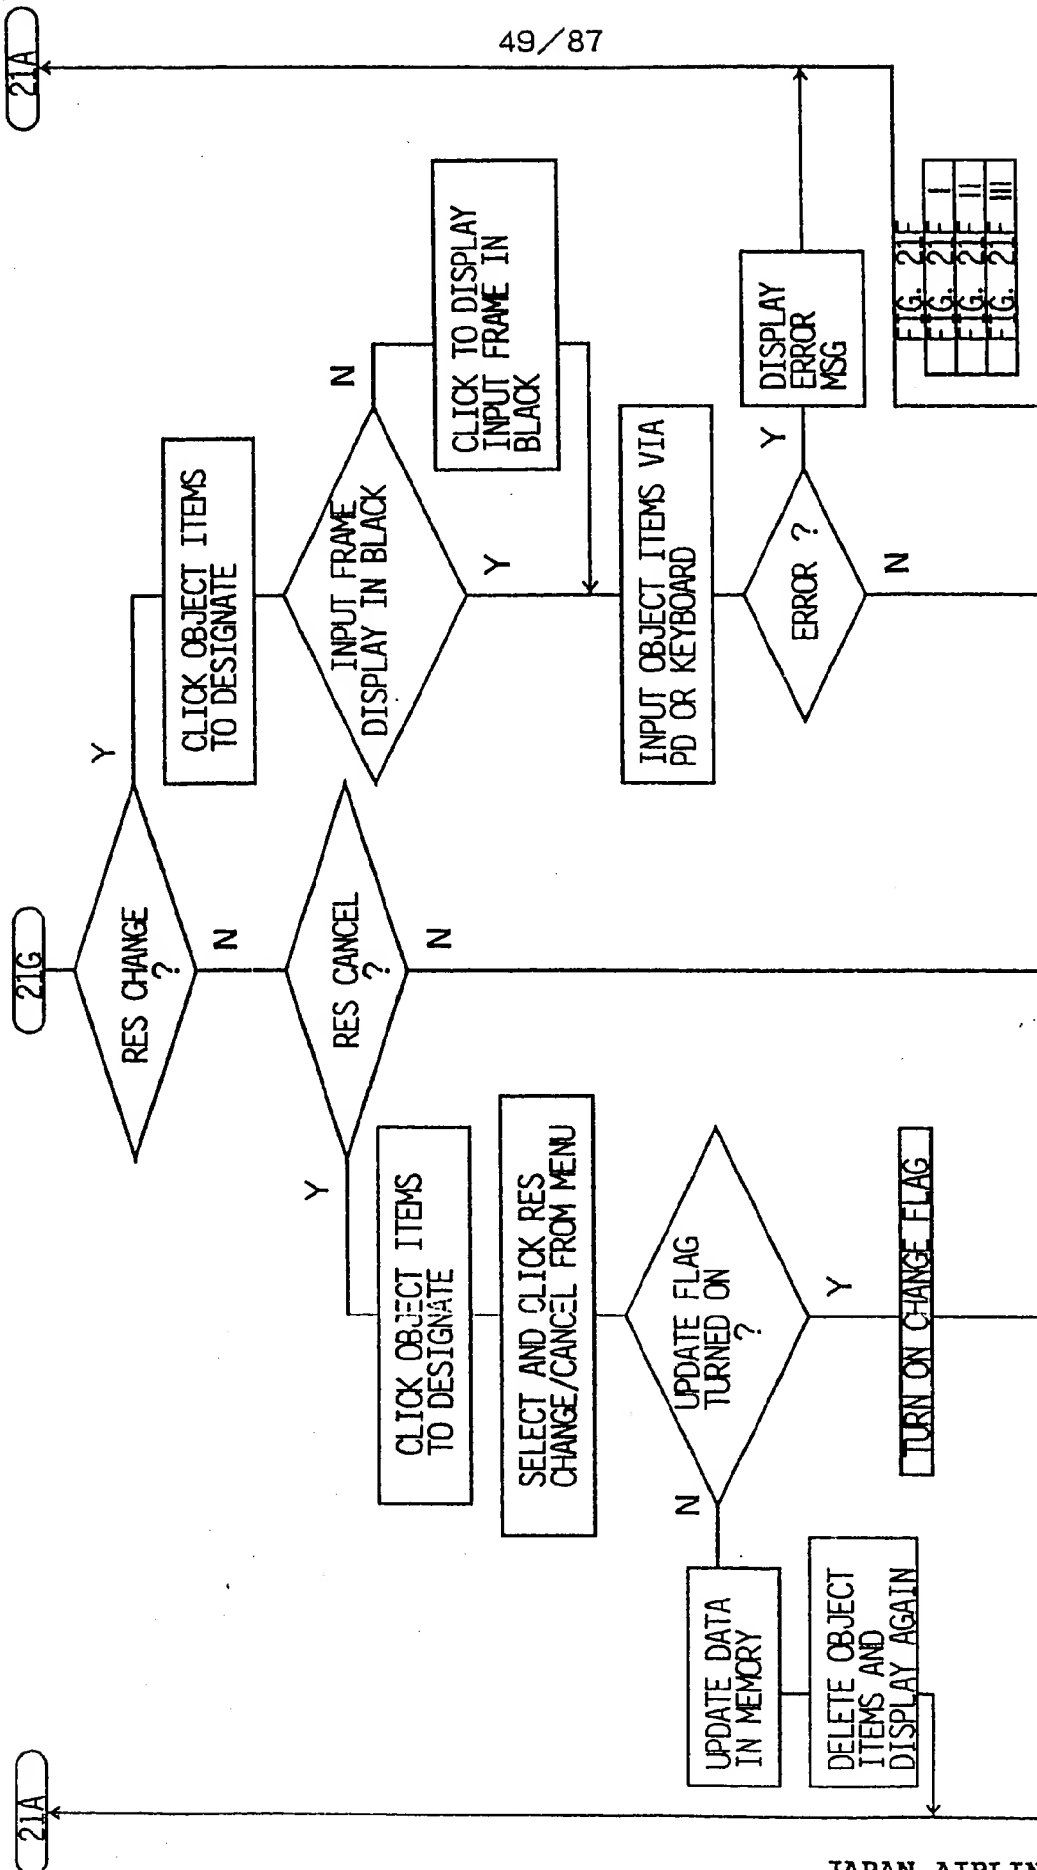 49/87
21A
21G
21A
RES CHANGE
?
Y
N
CLICK OBJECT ITEMS
TO DESIGNATE
INPUT FRAME
DISPLAY IN BLACK
N
Y
CLICK TO DISPLAY
INPUT FRAME IN
BLACK
INPUT OBJECT ITEMS VIA
PD OR KEYBOARD
ERROR ?
Y
N
DISPLAY
ERROR
MSG
RES CANCEL
?
Y
N
CLICK OBJECT ITEMS
TO DESIGNATE
SELECT AND CLICK RES
CHANGE/CANCEL FROM MENU
UPDATE FLAG
TURNED ON
?
N
Y
UPDATE DATA
IN MEMORY
DELETE OBJECT
ITEMS AND
DISPLAY AGAIN
TURN ON CHANGE FLAG
FIG. 21F
FIG. 21F I
FIG. 21F II
FIG. 21F III